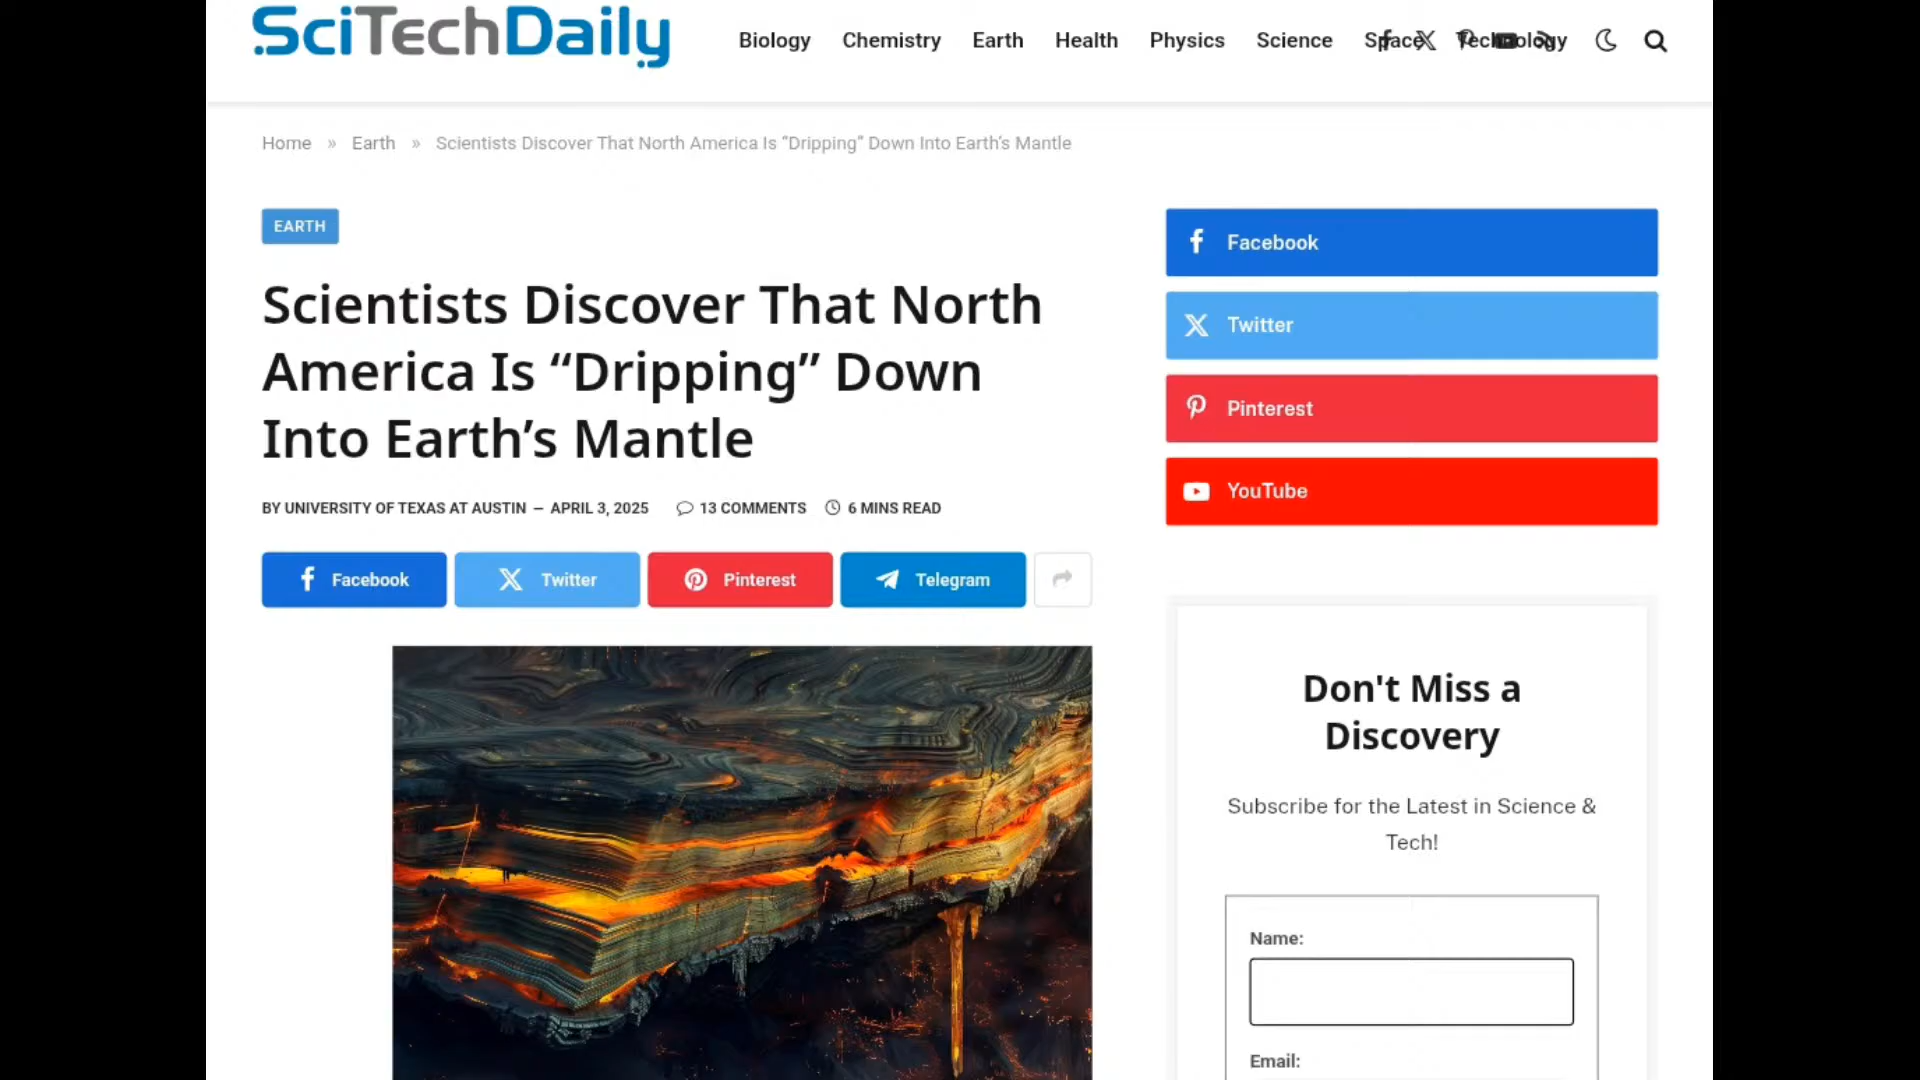 SciTechDaily
Biology Chemistry Earth Health Physics Science Space Technology
Home » Earth » Scientists Discover That North America Is “Dripping” Down Into Earth’s Mantle
EARTH
Scientists Discover That North
America Is “Dripping” Down
Into Earth’s Mantle
BY UNIVERSITY OF TEXAS AT AUSTIN — APRIL 3, 2025 13 COMMENTS 6 MINS READ
Facebook Twitter Pinterest Telegram
Facebook
Twitter
Pinterest
YouTube
Don't Miss a
Discovery
Subscribe for the Latest in Science &
Tech!
Name:
Email: